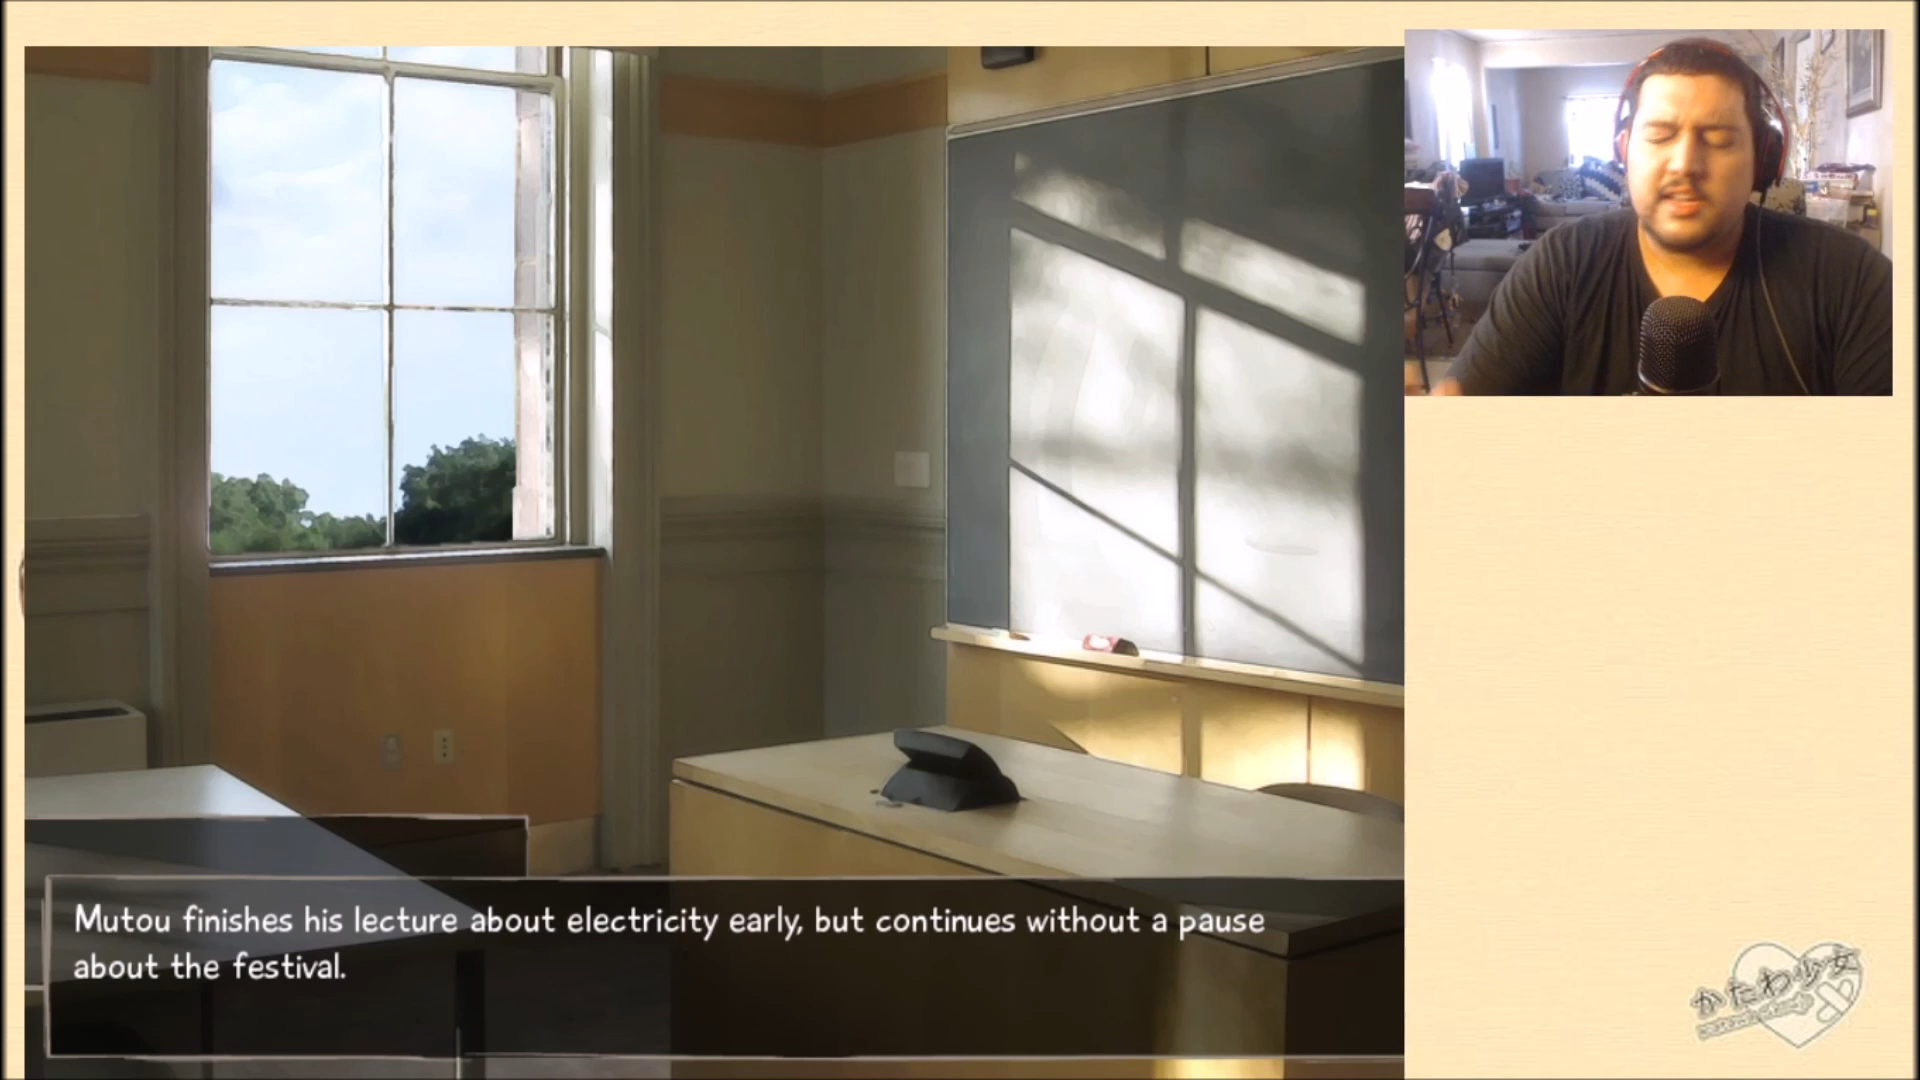 Mutou finishes his lecture about electricity early, but continues without a pause
about the festival.
かたわ少女